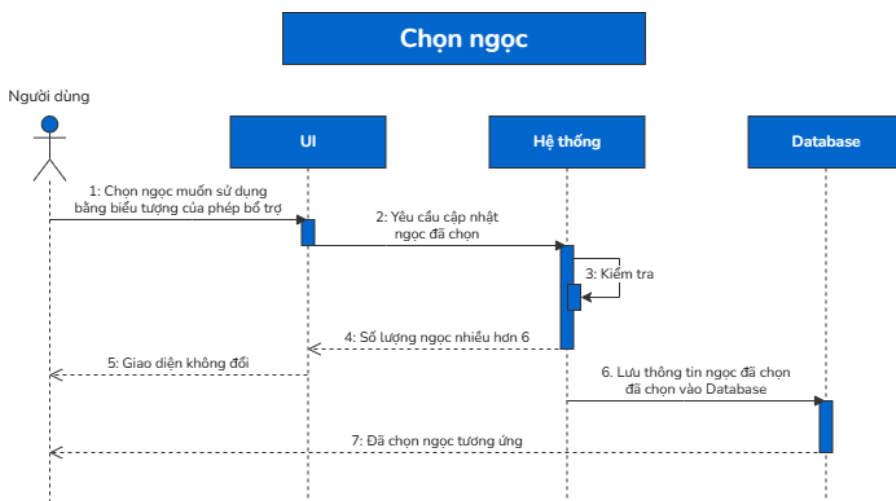 Chọn ngọc
Người dùng
UI
Hệ thống
Database
1: Chọn ngọc muốn sử dụng
bằng biểu tượng của phép bổ trợ
2: Yêu cầu cập nhật
ngọc đã chọn
3: Kiểm tra
4: Số lượng ngọc nhiều hơn 6
5: Giao diện không đổi
6. Lưu thông tin ngọc đã chọn
đã chọn vào Database
7: Đã chọn ngọc tương ứng